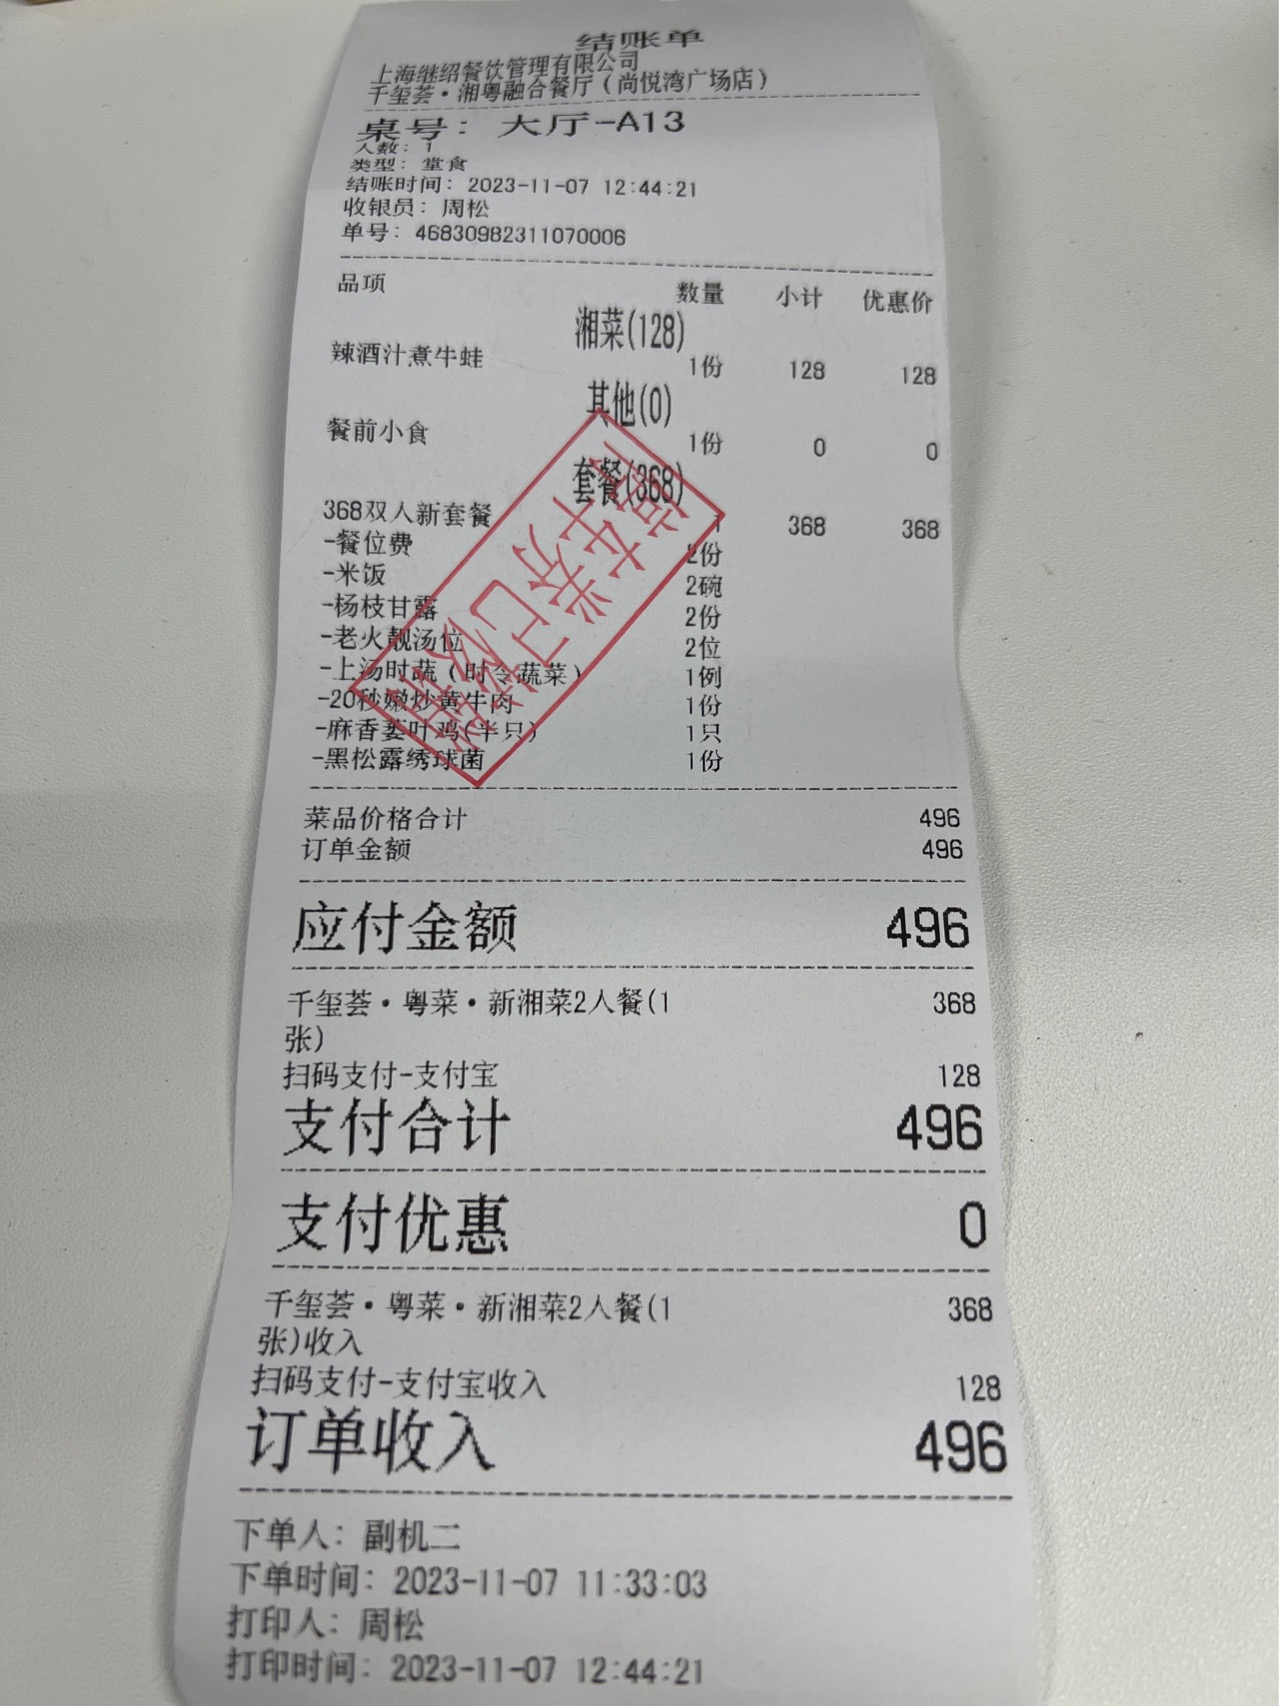 结账单
上海继绍餐饮管理有限公司
千玺荟·湘粤融合餐厅(尚悦湾广场店)
桌号: 大厅-A13
人数: 1
类型: 堂食
结账时间: 2023-11-07 12:44:21
收银员: 周松
单号: 46830982311070006
品项 数量 小计 优惠价
湘菜(128)
辣酒汁煮牛蛙 1份 128 128
其他(0)
餐前小食 1份 0 0
套餐(368)
368双人新套餐 1 368 368
-餐位费 2份
-米饭 2碗
-杨枝甘露 2份
-老火靓汤位 2位
-上汤时蔬(时令蔬菜) 1例
-20秒嫩炒黄牛肉 1份
-麻香蒌叶鸡(半只) 1只
-黑松露绣球菌 1份
菜品价格合计 496
订单金额 496
应付金额 496
千玺荟·粤菜·新湘菜2人餐(1 368
张)
扫码支付-支付宝 128
支付合计 496
支付优惠 0
千玺荟·粤菜·新湘菜2人餐(1 368
张)收入
扫码支付-支付宝收入 128
订单收入 496
下单人: 副机二
下单时间: 2023-11-07 11:33:03
打印人: 周松
打印时间: 2023-11-07 12:44:21